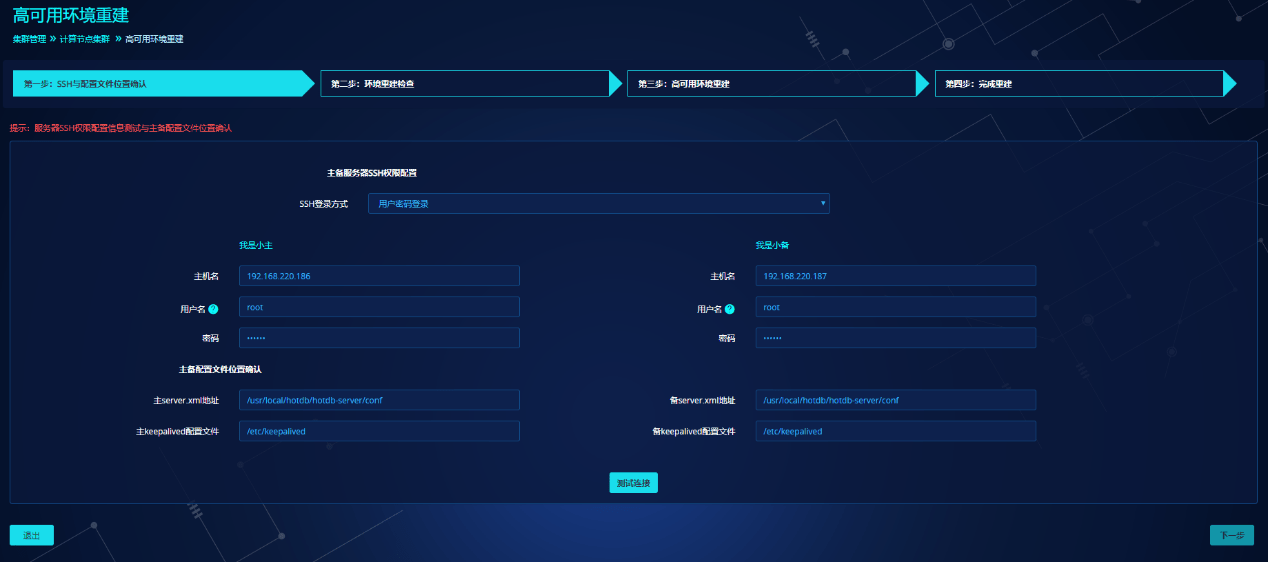 高可用环境重建
集群管理 » 计算节点集群 » 高可用环境重建
第一步：SSH与配置文件位置确认
第二步：环境重建检查
第三步：高可用环境重建
第四步：完成重建
提示：服务器SSH权限配置信息测试与主备配置文件位置确认
主备服务器SSH权限配置
SSH登录方式 用户密码登录
我是小主 我是小备
主机名 192.168.220.186 主机名 192.168.220.187
用户名 ? root 用户名 ? root
密码 •••••• 密码 ••••••
主备配置文件位置确认
主server.xml地址 /usr/local/hotdb/hotdb-server/conf 备server.xml地址 /usr/local/hotdb/hotdb-server/conf
主keepalived配置文件 /etc/keepalived 备keepalived配置文件 /etc/keepalived
测试连接
退出 下一步